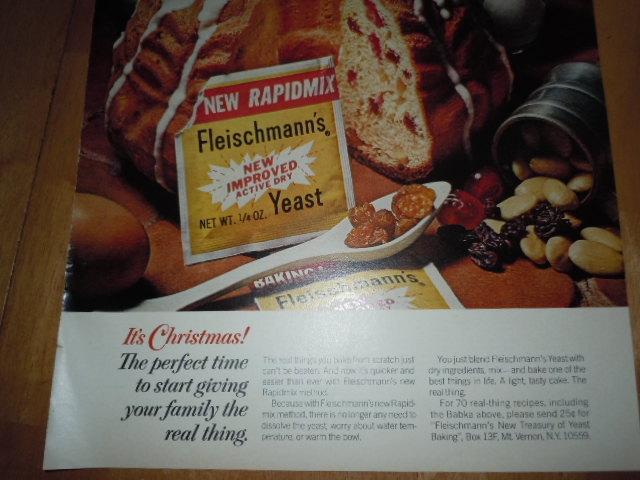 NEW RAPIDMIX
Fleischmann's®
NEW
IMPROVED
ACTIVE DRY
Yeast
NET WT. 1/4 OZ.
BAKING
Fleischmann's
It's Christmas!
The perfect time
to start giving
your family the
real thing.
The real things you bake from scratch just
can't be beaten. And now it's quicker and
easier than ever with Fleischmann's new
Rapidmix method.
Because with Fleischmann's new Rapid-
mix method, there is no longer any need to
dissolve the yeast, worry about water tem-
perature, or warm the bowl.
You just blend Fleischmann's Yeast with
dry ingredients, mix—and bake one of the
best things in life. A light, tasty cake. The
real thing.
For 70 real-thing recipes, including
the Babka above, please send 25¢ for
"Fleischmann's New Treasury of Yeast
Baking", Box 13F, Mt. Vernon, N.Y. 10559.